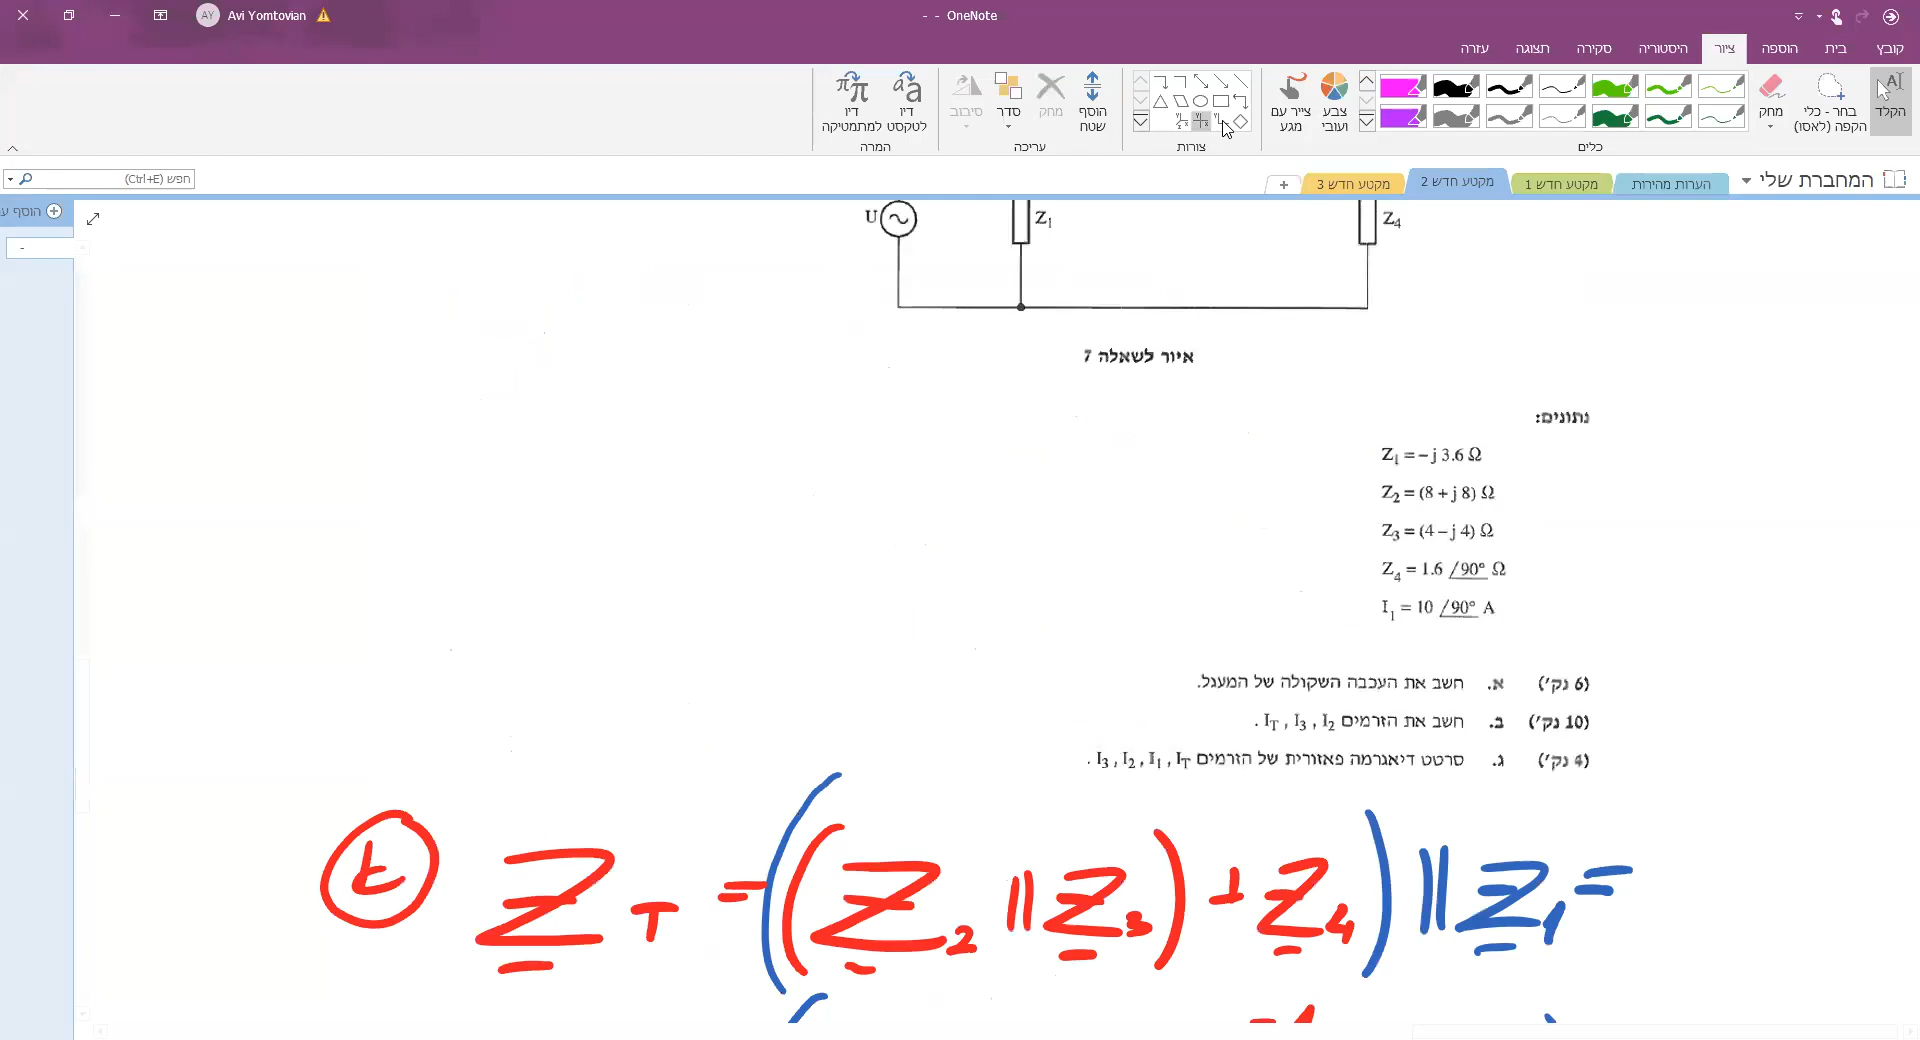 AY Avi Yomtovian
- - OneNote
קובץ בית הוספה ציור היסטוריה סקירה תצוגה עזרה
הקלד
בחר - כלי הקפה (לאסו)
מחק
כלים
צבע ועובי
צייר עם מגע
צורות
הוסף שטח
מחק
סדר
סיבוב
עריכה
דיו לטקסט
דיו למתמטיקה
המרה
המחברת שלי
הערות מהירות
מקטע חדש 1
מקטע חדש 2
מקטע חדש 3
+
חפש (Ctrl+E)
U
Z1
Z4
איור לשאלה 7
נתונים:
Z1 = – j 3.6 Ω
Z2 = (8 + j 8) Ω
Z3 = (4 – j 4) Ω
Z4 = 1.6 /90° Ω
I1 = 10 /90° A
(6 נק') א. חשב את העכבה השקולה של המעגל.
(10 נק') ב. חשב את הזרמים IT , I3 , I2 .
(4 נק') ג. סרטט דיאגרמה פאזורית של הזרמים I3 , I2 , I1 , IT .
ZT = ((Z2 || Z3) + Z4) || Z1 =